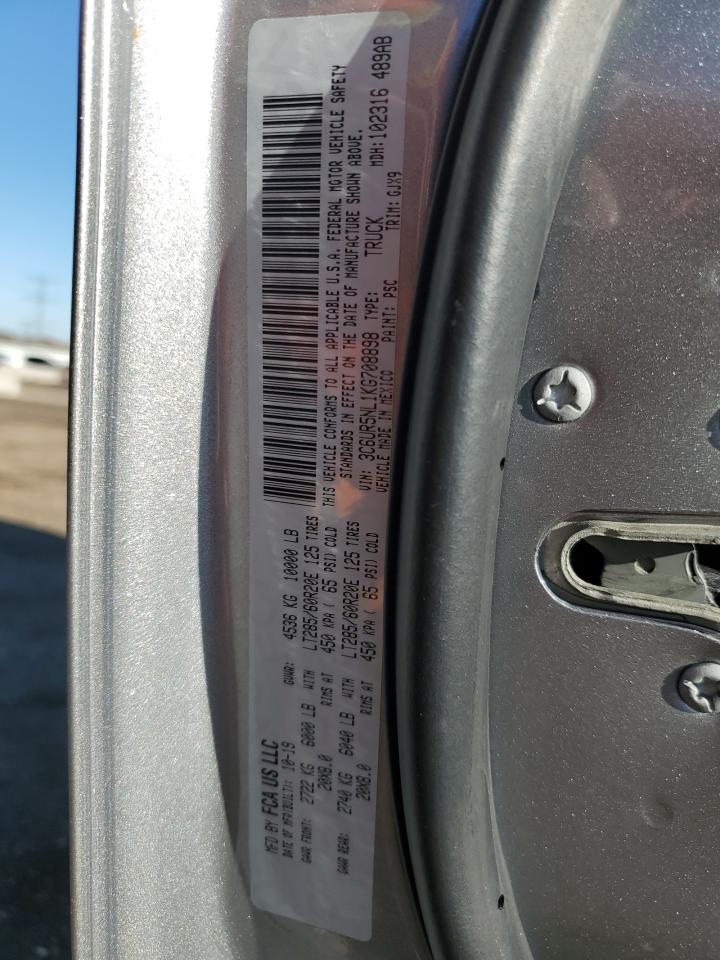 MFD BY FCA US LLC
DATE OF MFR(BUILT): 10-19 GVWR: 4536 KG 10000 LB
GAWR FRONT: 2722 KG 6000 LB WITH LT285/60R20E 125 TIRES
20X8.0 RIMS AT 450 KPA ( 65 PSI) COLD
GAWR REAR: 2740 KG 6040 LB WITH LT285/60R20E 125 TIRES
20X8.0 RIMS AT 450 KPA ( 65 PSI) COLD
THIS VEHICLE CONFORMS TO ALL APPLICABLE U.S.A. FEDERAL MOTOR VEHICLE SAFETY
STANDARDS IN EFFECT ON THE DATE OF MANUFACTURE SHOWN ABOVE.
VIN: 3C6UR5NL1KG708898 TYPE: TRUCK MDH: 102316 489AB
VEHICLE MADE IN MEXICO PAINT: PSC TRIM: GJX9